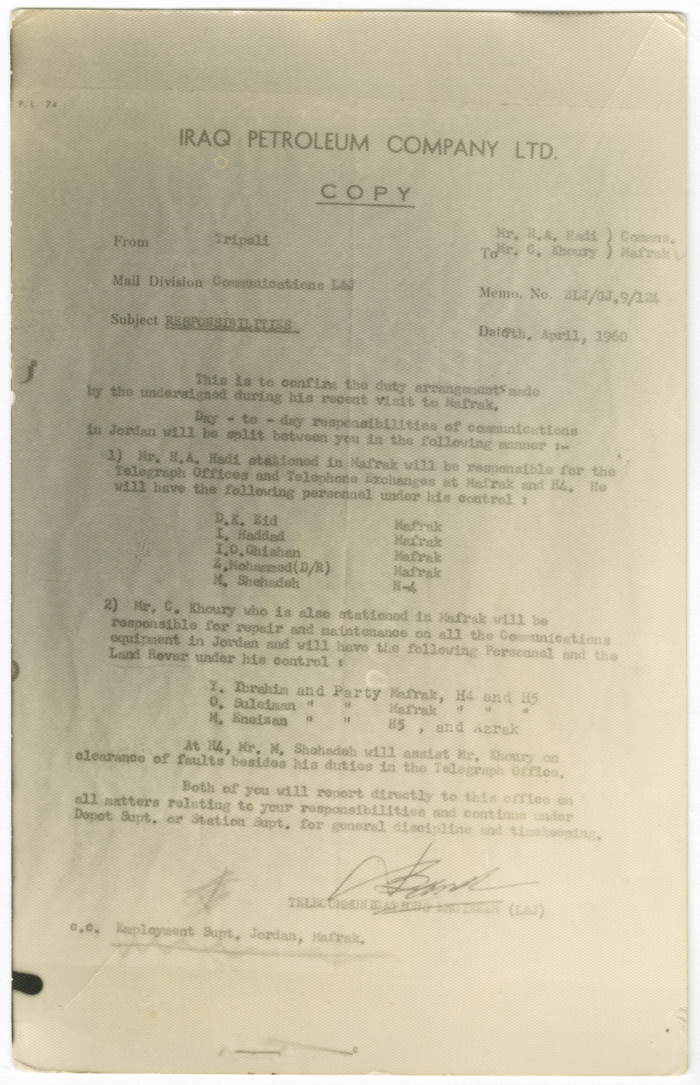 P.L. 74
IRAQ PETROLEUM COMPANY LTD.
COPY
From Tripoli
To Mr. H.A. Hadi ) Comms.
Mr. C. Khoury ) Mafrak
Mail Division Communications L&J
Memo. No. /GJ.9/124
Subject RESPONSIBILITIES.
Date th. April, 1960
This is to confirm the duty arrangements made
by the undersigned during his recent visit to Mafrak.
Day - to - day responsibilities of communications
in Jordan will be split between you in the following manner :-
1) Mr. H.A. Hadi stationed in Mafrak will be responsible for the
Telegraph Offices and Telephone Exchanges at Mafrak and H4. He
will have the following personnel under his control :
D.K. Eid Mafrak
I. Haddad Mafrak
I.O.Ghishan Mafrak
Z.Mohammed(D/R) Mafrak
M. Shehadeh H-4
2) Mr. C. Khoury who is also stationed in Mafrak will be
responsible for repair and maintenance on all the Communications
equipment in Jordan and will have the following Personnel and the
Land Rover under his control :
Y. Ibrahim and Party Mafrak, H4 and H5
O. Suleiman " " Mafrak " " "
M. Eneizan " " H5 , and Azrak
At H4, Mr. M. Shehadeh will assist Mr. Khoury on
clearance of faults besides his duties in the Telegraph Office.
Both of you will report directly to this office on
all matters relating to your responsibilities and continue under
Depot Supt. or Station Supt. for general discipline and timekeeping.
TELECOMMUNICATIONS ENGINEER (L&J)
c.c. Employment Supt. Jordan, Mafrak.